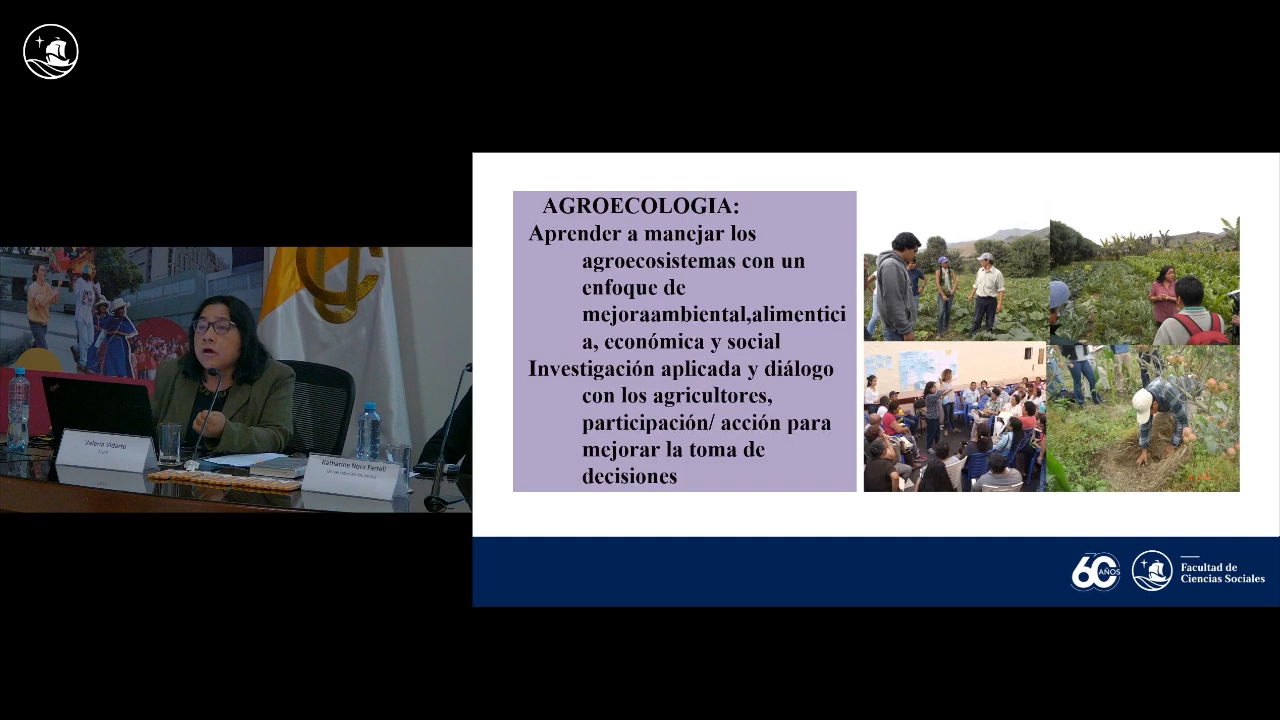 AGROECOLOGIA:
Aprender a manejar los
agroecosistemas con un
enfoque de
mejoraambiental,alimentici
a, económica y social
Investigación aplicada y diálogo
con los agricultores,
participación/ acción para
mejorar la toma de
decisiones
Valeria Vidarte
Katharine Nora Farrell
60 AÑOS
Facultad de
Ciencias Sociales